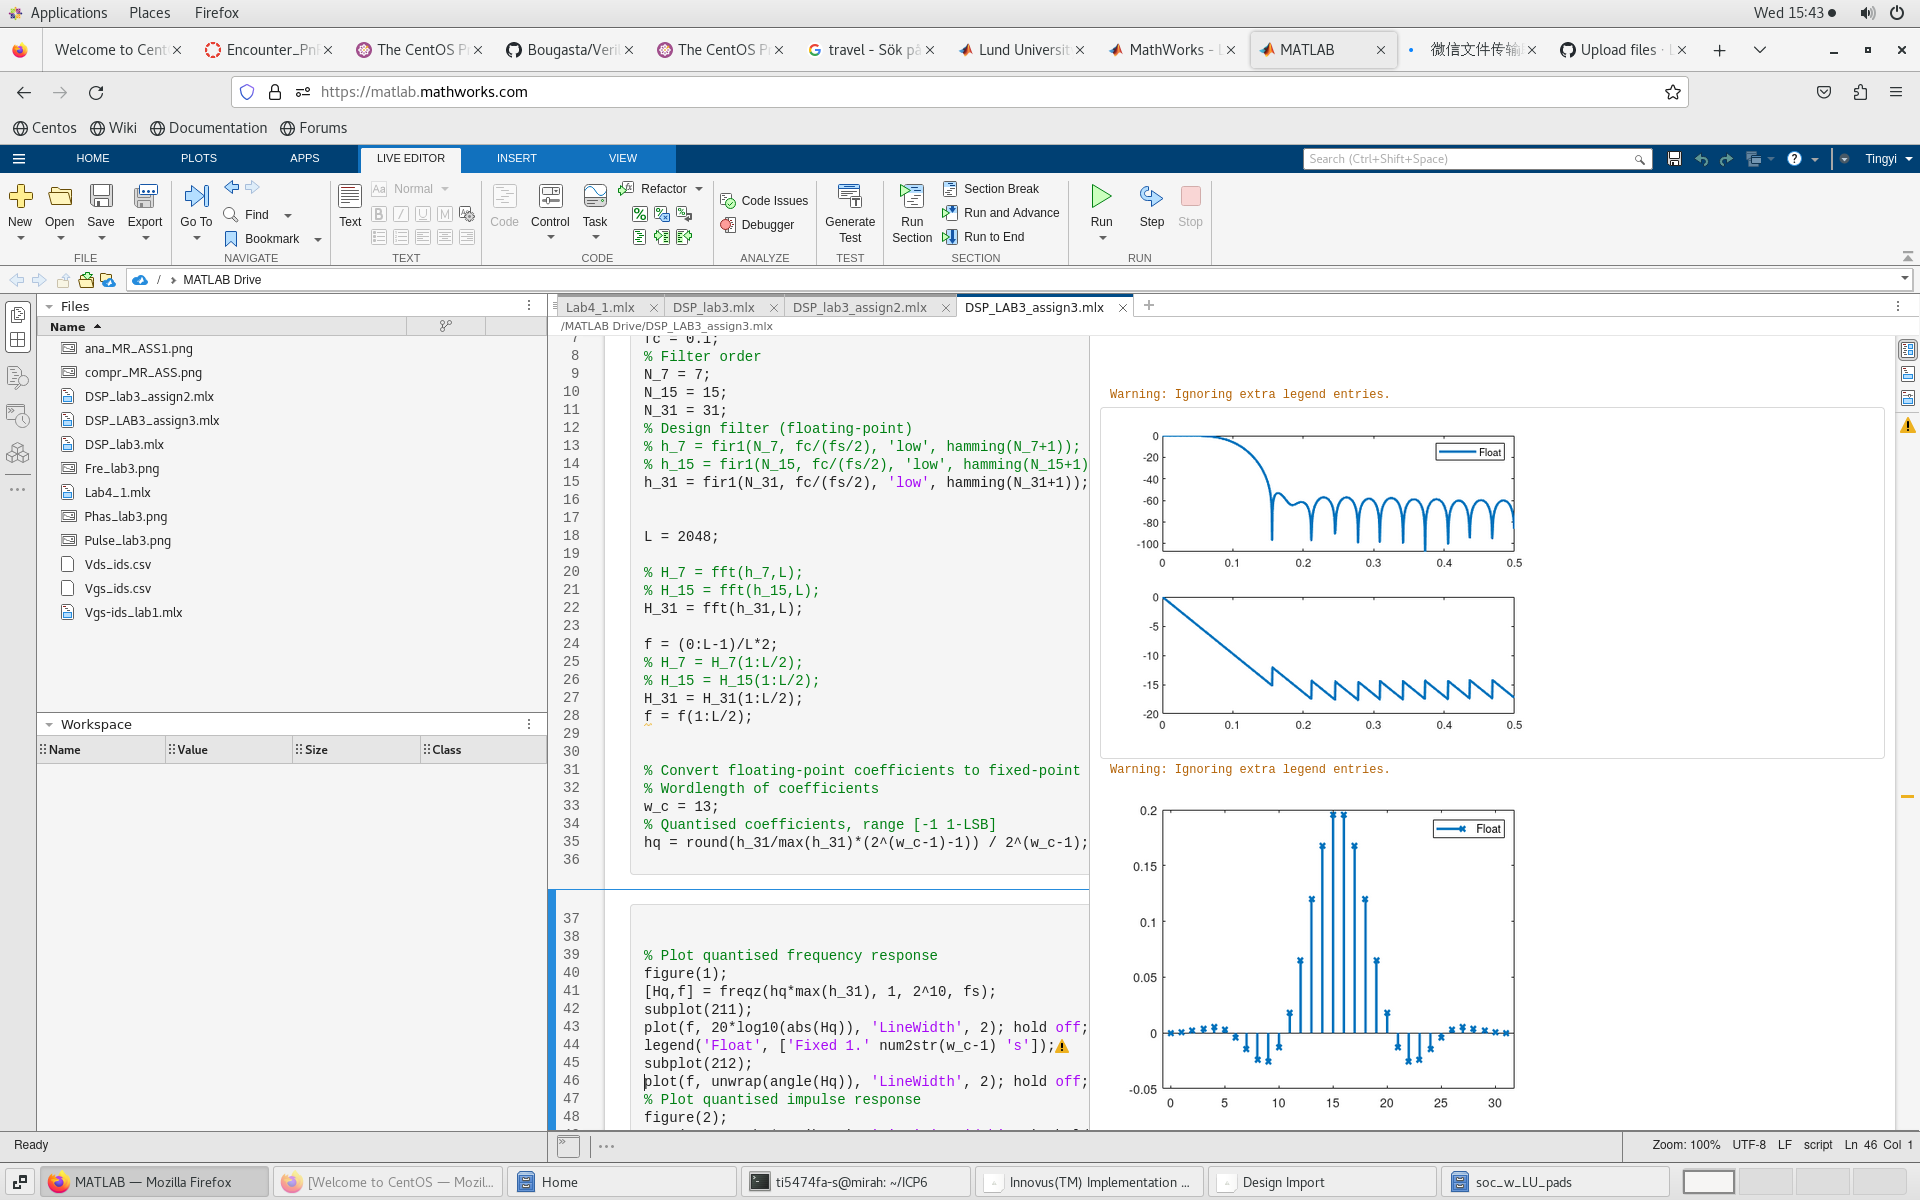 Applications Places Firefox Wed 15:43
Welcome to Cent Encounter_Pn The CentOS P Bougasta/Veril The CentOS P travel - Sök på Lund Universit MathWorks - L MATLAB 微信文件传输 Upload files · L
https://matlab.mathworks.com
Centos Wiki Documentation Forums
HOME PLOTS APPS LIVE EDITOR INSERT VIEW Search (Ctrl+Shift+Space) Tingyi
New Open Save Export Go To Find Bookmark Text Aa Normal B I U M Code Control Task Refactor Code Issues Debugger Generate Test Run Section Section Break Run and Advance Run to End Run Step Stop
FILE NAVIGATE TEXT CODE ANALYZE TEST SECTION RUN
/ MATLAB Drive
Files
Name
ana_MR_ASS1.png
compr_MR_ASS.png
DSP_lab3_assign2.mlx
DSP_LAB3_assign3.mlx
DSP_lab3.mlx
Fre_lab3.png
Lab4_1.mlx
Phas_lab3.png
Pulse_lab3.png
Vds_ids.csv
Vgs_ids.csv
Vgs-ids_lab1.mlx
Workspace
Name Value Size Class
Lab4_1.mlx DSP_lab3.mlx DSP_lab3_assign2.mlx DSP_LAB3_assign3.mlx
/MATLAB Drive/DSP_LAB3_assign3.mlx
7 fc = 0.1;
8 % Filter order
9 N_7 = 7;
10 N_15 = 15;
11 N_31 = 31;
12 % Design filter (floating-point)
13 % h_7 = fir1(N_7, fc/(fs/2), 'low', hamming(N_7+1));
14 % h_15 = fir1(N_15, fc/(fs/2), 'low', hamming(N_15+1)
15 h_31 = fir1(N_31, fc/(fs/2), 'low', hamming(N_31+1));
16
17
18 L = 2048;
19
20 % H_7 = fft(h_7,L);
21 % H_15 = fft(h_15,L);
22 H_31 = fft(h_31,L);
23
24 f = (0:L-1)/L*2;
25 % H_7 = H_7(1:L/2);
26 % H_15 = H_15(1:L/2);
27 H_31 = H_31(1:L/2);
28 f = f(1:L/2);
29
30
31 % Convert floating-point coefficients to fixed-point
32 % Wordlength of coefficients
33 w_c = 13;
34 % Quantised coefficients, range [-1 1-LSB]
35 hq = round(h_31/max(h_31)*(2^(w_c-1)-1)) / 2^(w_c-1);
36
37
38
39 % Plot quantised frequency response
40 figure(1);
41 [Hq,f] = freqz(hq*max(h_31), 1, 2^10, fs);
42 subplot(211);
43 plot(f, 20*log10(abs(Hq)), 'LineWidth', 2); hold off;
44 legend('Float', ['Fixed 1.' num2str(w_c-1) 's']);
45 subplot(212);
46 plot(f, unwrap(angle(Hq)), 'LineWidth', 2); hold off;
47 % Plot quantised impulse response
48 figure(2);
Warning: Ignoring extra legend entries.
Float
0
-20
-40
-60
-80
-100
0 0.1 0.2 0.3 0.4 0.5
0
-5
-10
-15
-20
0 0.1 0.2 0.3 0.4 0.5
Warning: Ignoring extra legend entries.
Float
0.2
0.15
0.1
0.05
0
-0.05
0 5 10 15 20 25 30
Ready Zoom: 100% UTF-8 LF script Ln 46 Col 1
MATLAB — Mozilla Firefox [Welcome to CentOS — Mozil... Home ti5474fa-s@mirah: ~/ICP6 Innovus(TM) Implementation ... Design Import soc_w_LU_pads